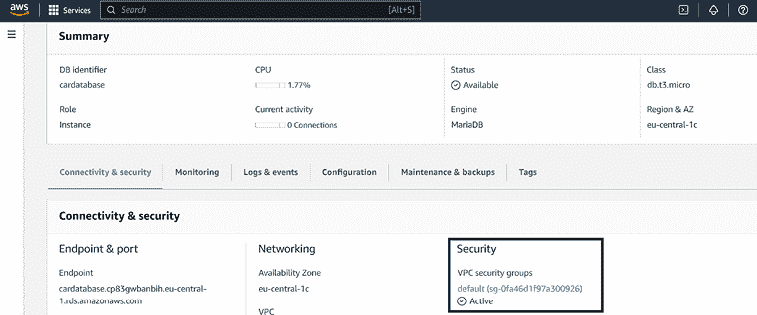 aws
Services
Search
[Alt+S]
Summary
DB identifier
cardatabase
CPU
1.77%
Status
Available
Class
db.t3.micro
Role
Instance
Current activity
0 Connections
Engine
MariaDB
Region & AZ
eu-central-1c
Connectivity & security
Monitoring
Logs & events
Configuration
Maintenance & backups
Tags
Connectivity & security
Endpoint & port
Endpoint
cardatabase.cp83gwbanbih.eu-central-
1.rds.amazonaws.com
Networking
Availability Zone
eu-central-1c
VPC
Security
VPC security groups
default (sg-0fa46d1f97a300926)
Active